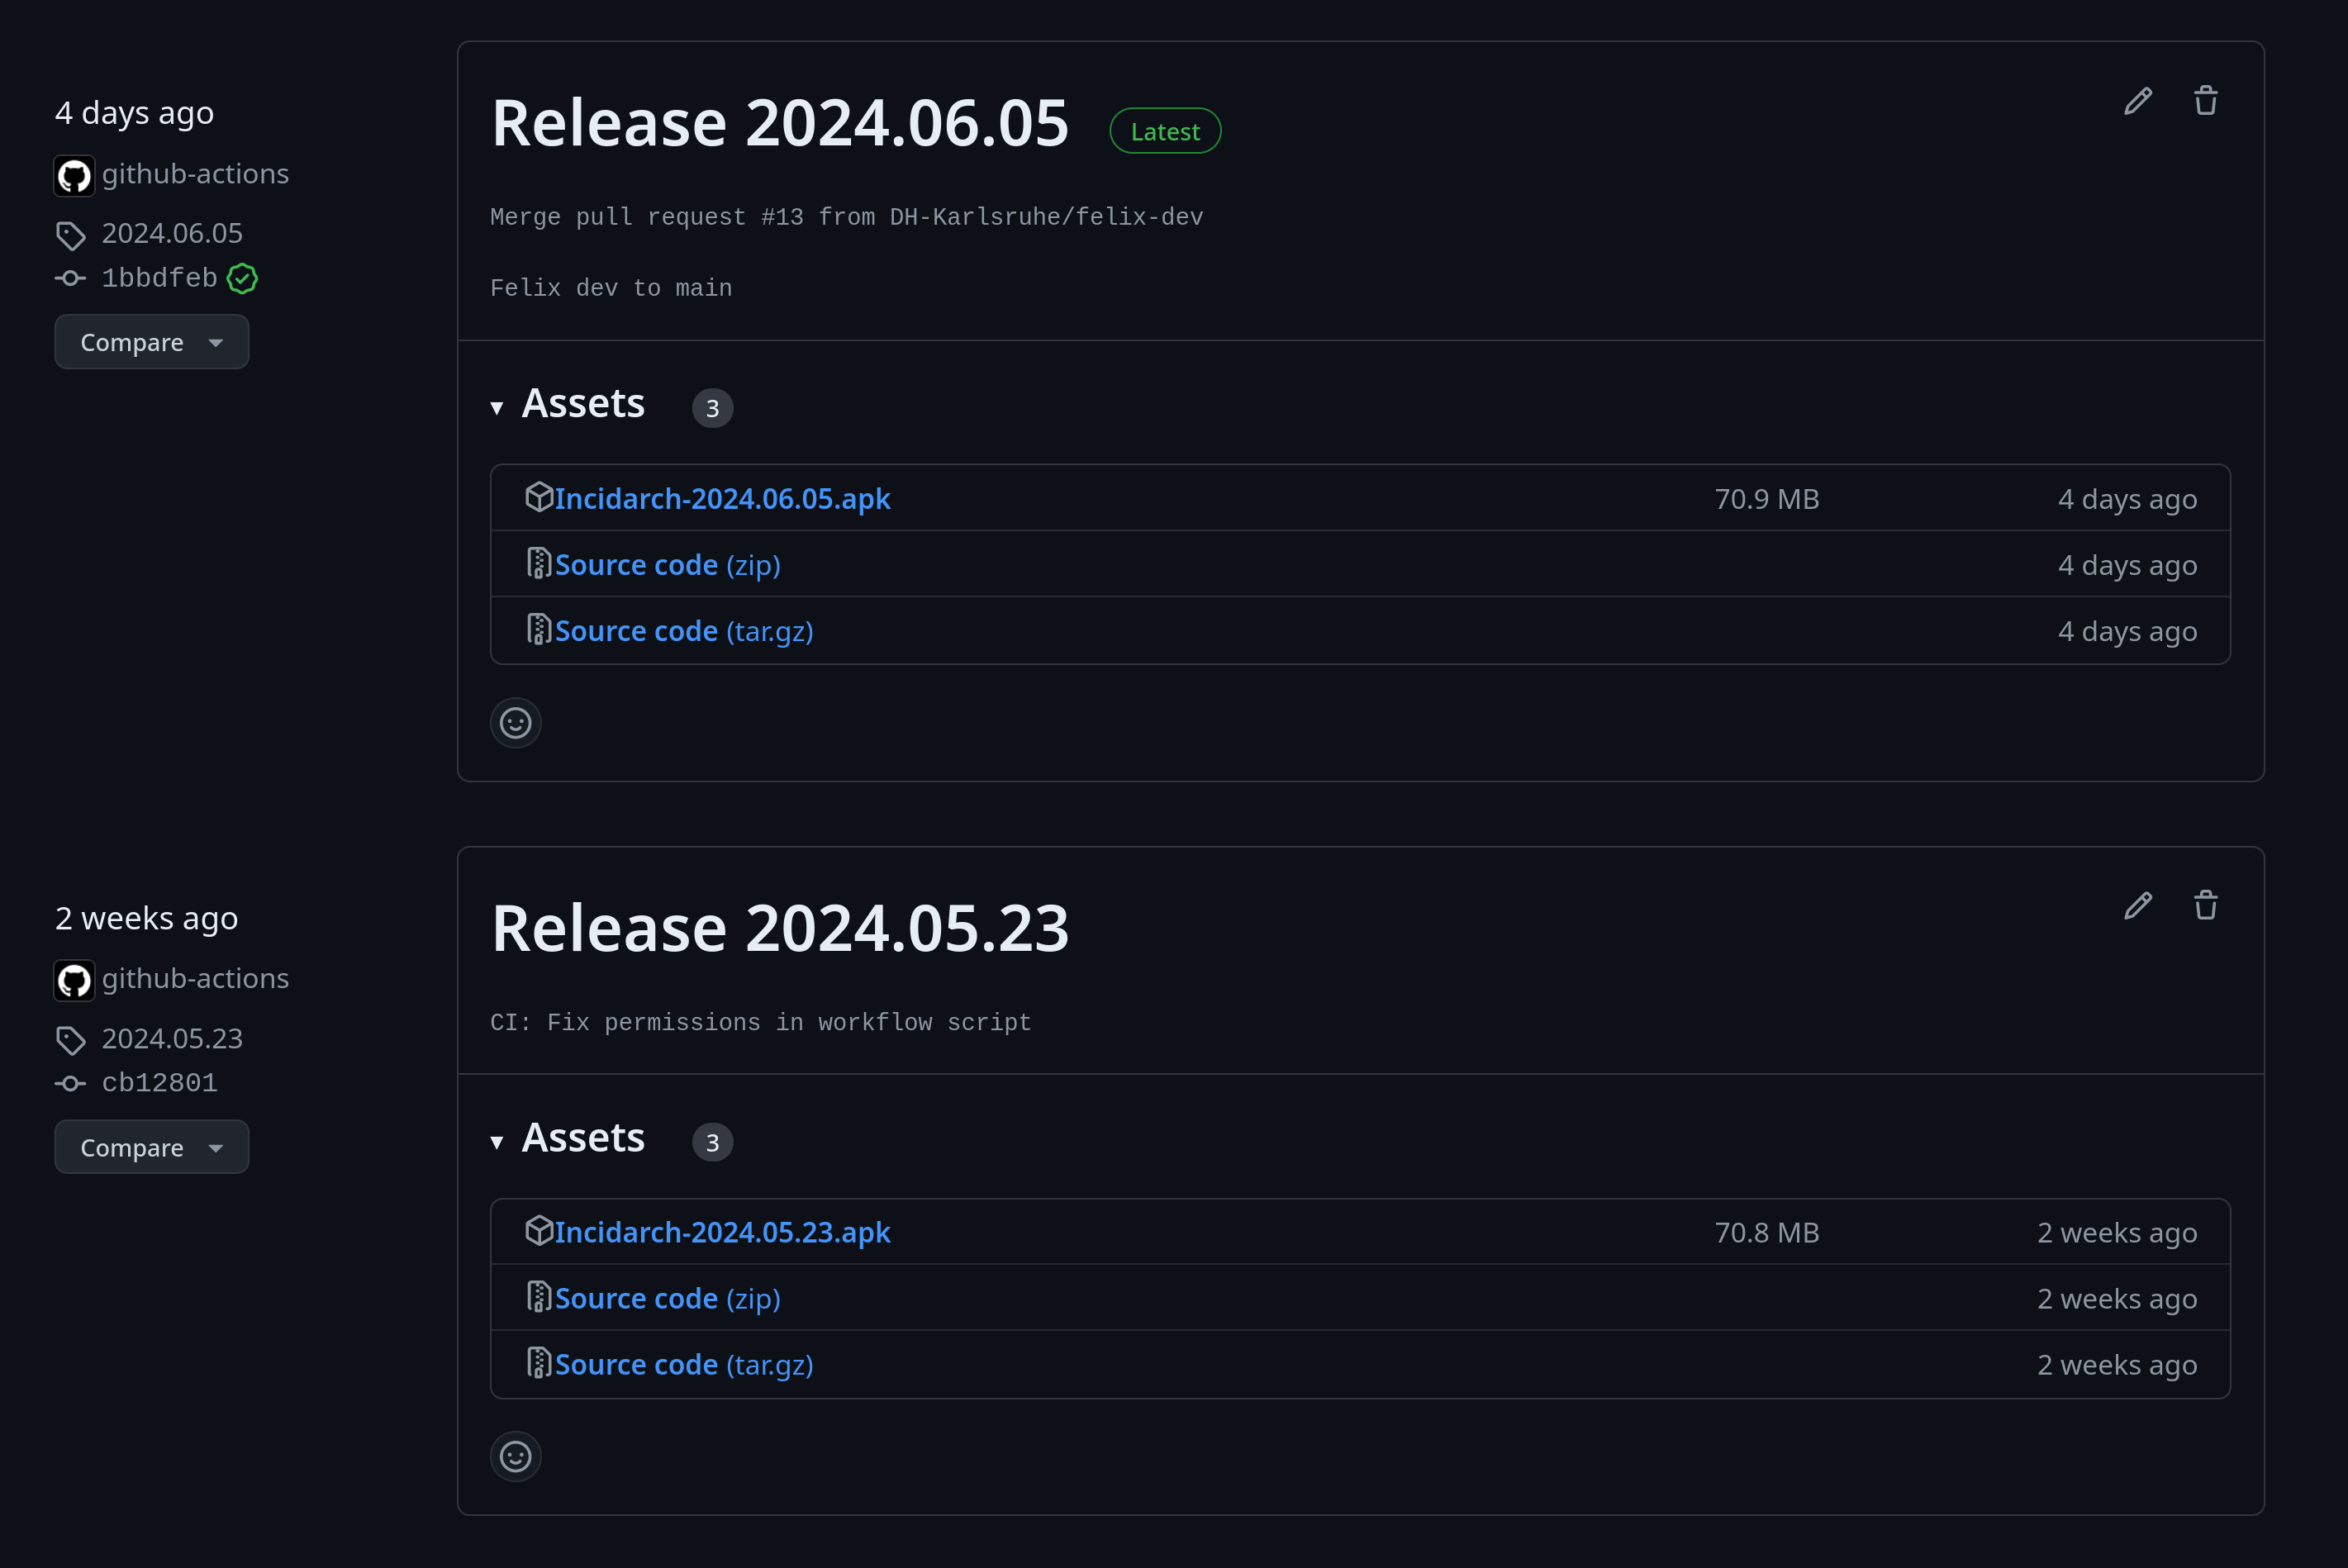 4 days ago
github-actions
2024.06.05
1bbdfeb
Compare
Release 2024.06.05 Latest
Merge pull request #13 from DH-Karlsruhe/felix-dev
Felix dev to main
Assets 3
Incidarch-2024.06.05.apk 70.9 MB 4 days ago
Source code (zip) 4 days ago
Source code (tar.gz) 4 days ago
2 weeks ago
github-actions
2024.05.23
cb12801
Compare
Release 2024.05.23
CI: Fix permissions in workflow script
Assets 3
Incidarch-2024.05.23.apk 70.8 MB 2 weeks ago
Source code (zip) 2 weeks ago
Source code (tar.gz) 2 weeks ago